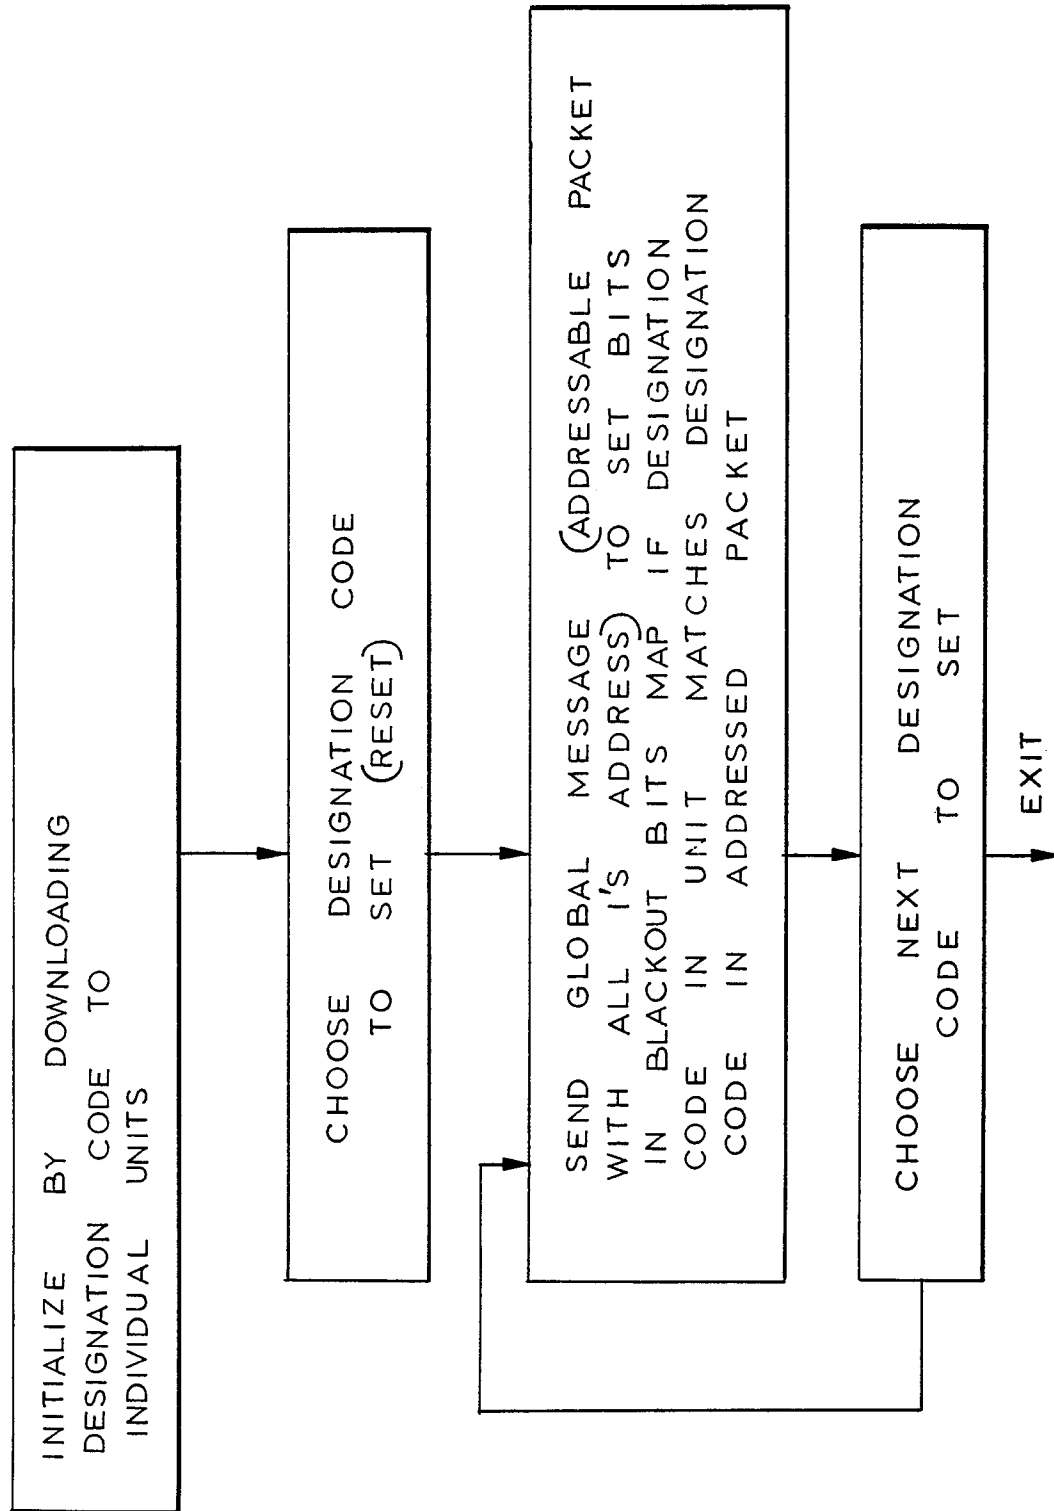 INITIALIZE BY DOWNLOADING
DESIGNATION CODE TO
INDIVIDUAL UNITS
CHOOSE DESIGNATION CODE
TO SET (RESET)
SEND GLOBAL MESSAGE (ADDRESSABLE PACKET
WITH ALL I'S ADDRESS) TO SET BITS
IN BLACKOUT BITS MAP IF DESIGNATION
CODE IN UNIT MATCHES DESIGNATION
CODE IN ADDRESSED PACKET
CHOOSE NEXT DESIGNATION
CODE TO SET
EXIT